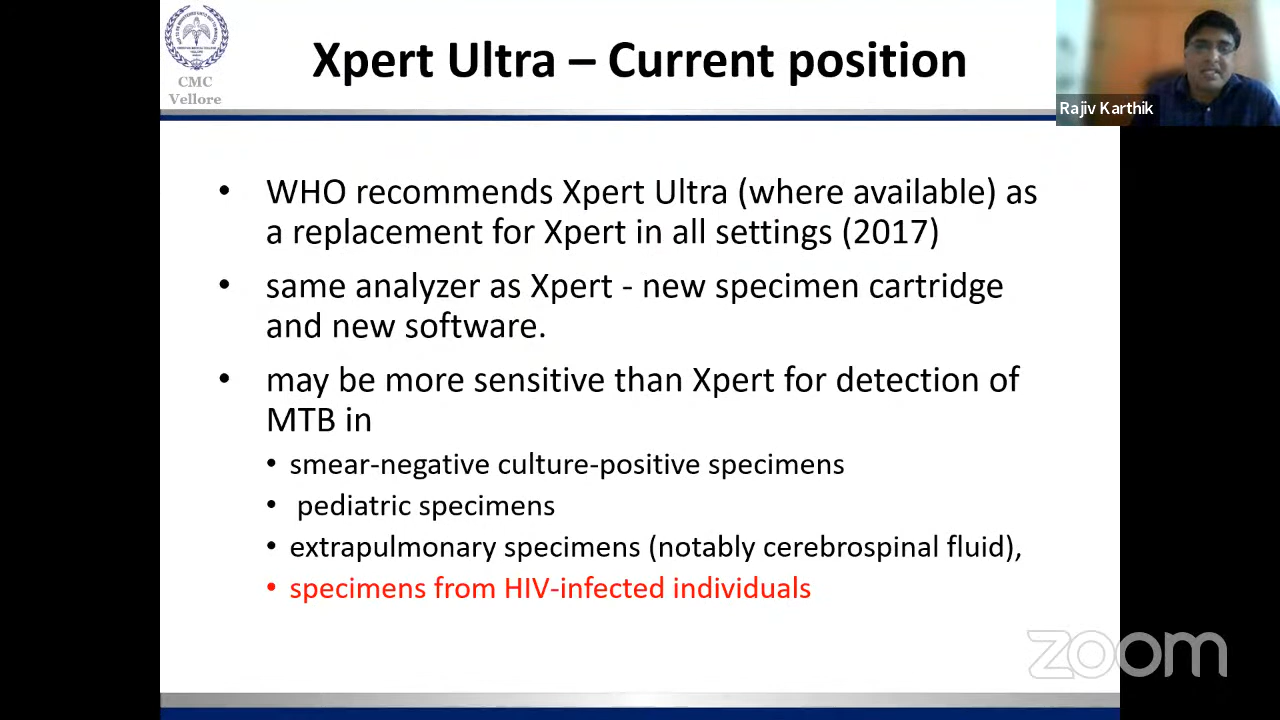 Xpert Ultra – Current position
CMC
Vellore
Rajiv Karthik
• WHO recommends Xpert Ultra (where available) as
a replacement for Xpert in all settings (2017)
• same analyzer as Xpert - new specimen cartridge
and new software.
• may be more sensitive than Xpert for detection of
MTB in
• smear-negative culture-positive specimens
• pediatric specimens
• extrapulmonary specimens (notably cerebrospinal fluid),
• specimens from HIV-infected individuals
zoom